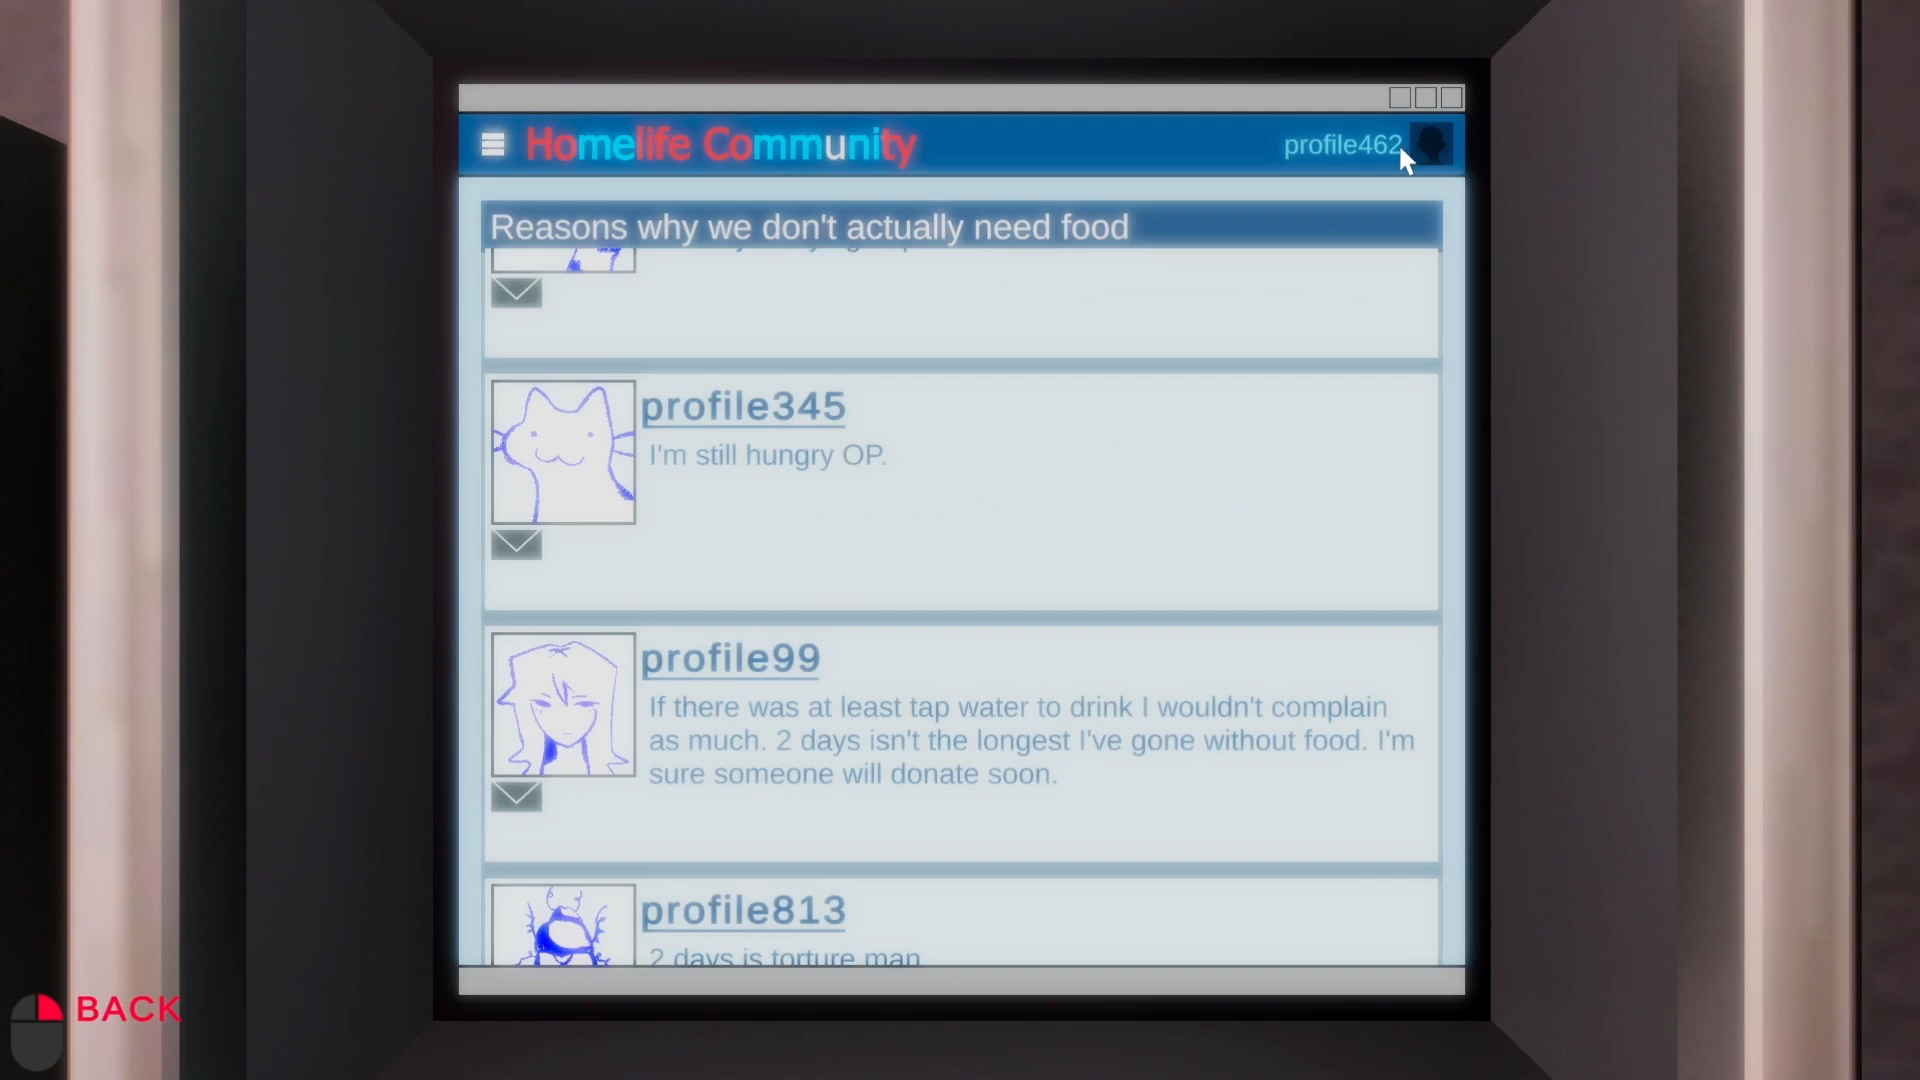 Homelife Community
profile462
Reasons why we don't actually need food
profile345
I'm still hungry OP.
profile99
If there was at least tap water to drink I wouldn't complain
as much. 2 days isn't the longest I've gone without food. I'm
sure someone will donate soon.
profile813
2 days is torture man
BACK